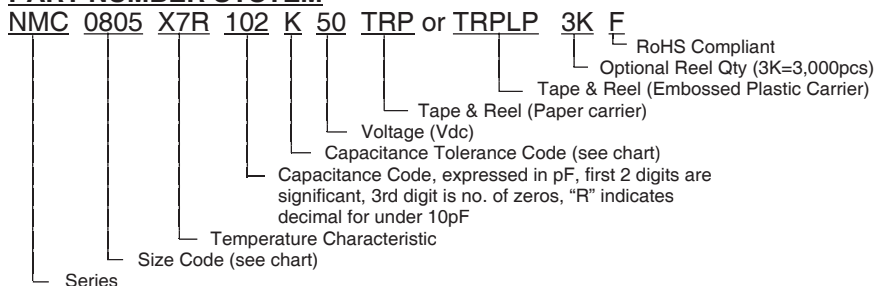 PART NUMBER SYSTEM
NMC 0805 X7R 102 K 50 TRP or TRPLP 3K F
RoHS Compliant
Optional Reel Qty (3K=3,000pcs)
Tape & Reel (Embossed Plastic Carrier)
Tape & Reel (Paper carrier)
Voltage (Vdc)
Capacitance Tolerance Code (see chart)
Capacitance Code, expressed in pF, first 2 digits are
significant, 3rd digit is no. of zeros, “R” indicates
decimal for under 10pF
Temperature Characteristic
Size Code (see chart)
Series